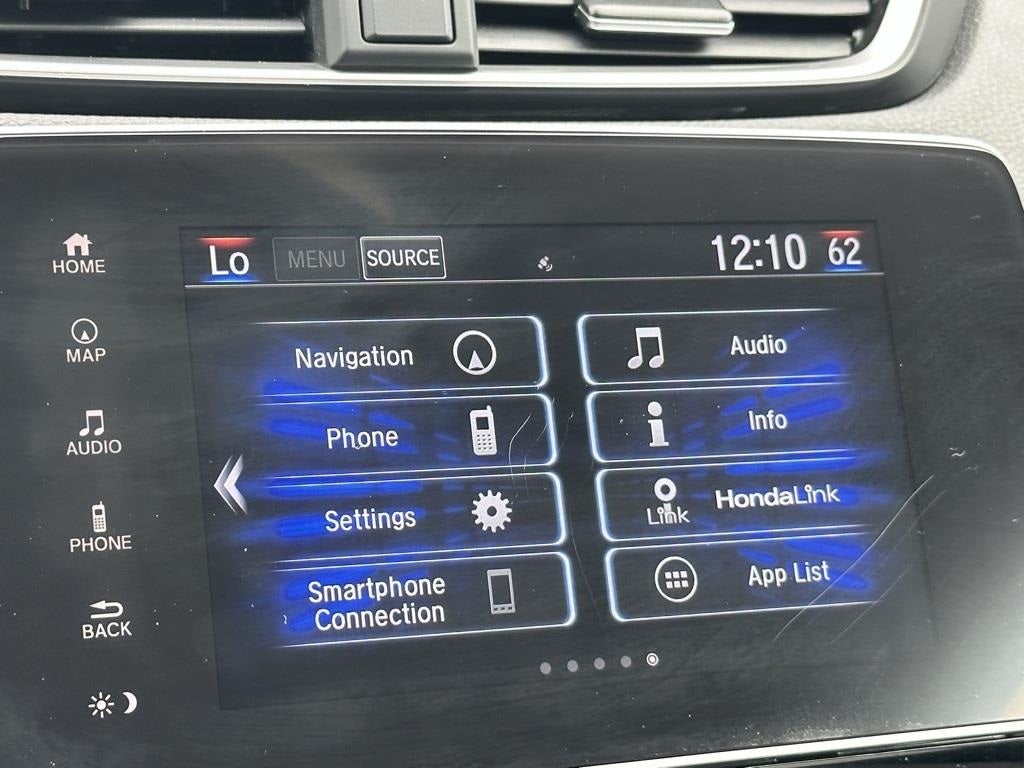 Lo MENU SOURCE 12:10 62
HOME
MAP
AUDIO
PHONE
BACK
Navigation
Audio
Phone
Info
Settings
Link HondaLink
Smartphone
Connection
App List